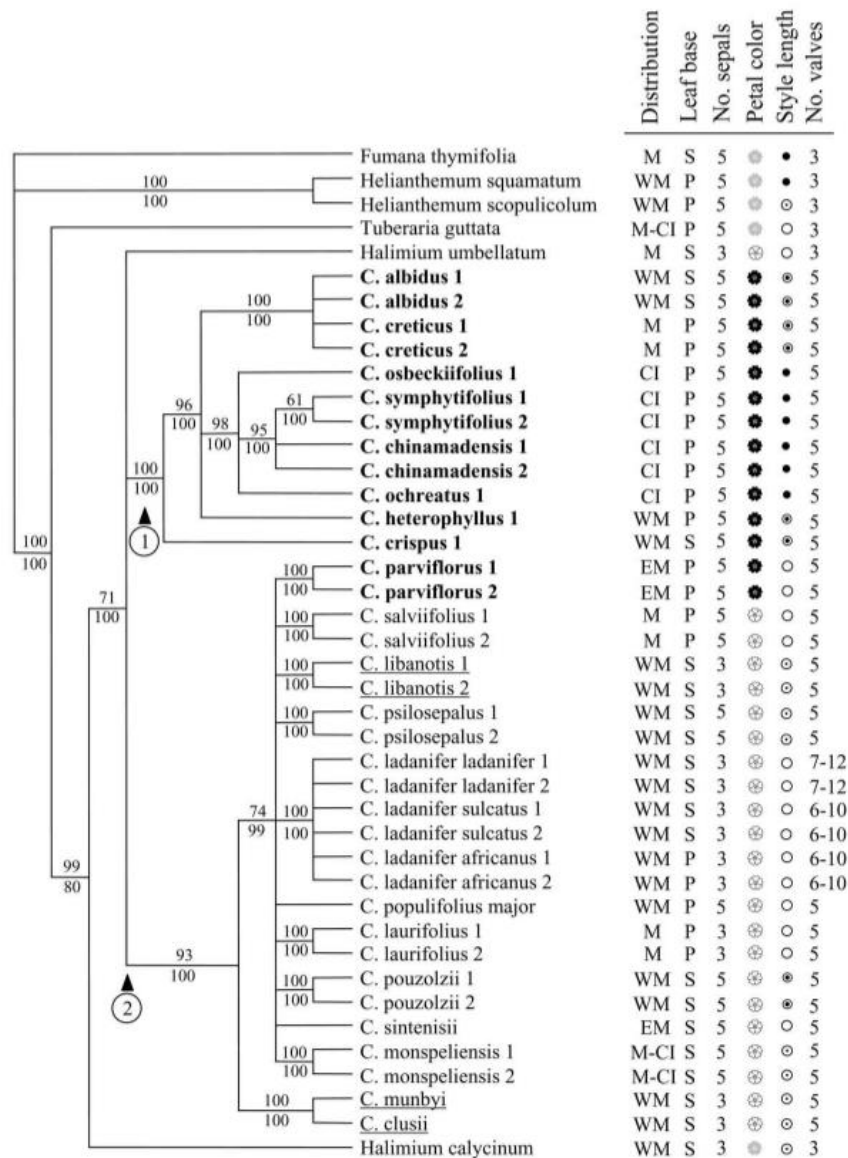 Distribution
Leaf base
No. sepals
Petal color
Style length
No. valves
Fumana thymifolia M S 5 3
100
Helianthemum squamatum WM P 5 3
100
Helianthemum scopulicolum WM P 5 3
Tuberaria guttata M-CI P 5 3
Halimium umbellatum M S 3 3
C. albidus 1 WM S 5 5
100
C. albidus 2 WM S 5 5
100
C. creticus 1 M P 5 5
C. creticus 2 M P 5 5
C. osbeckiifolius 1 CI P 5 5
61
C. symphytifolius 1 CI P 5 5
96
100
98
100
95
100
100
C. symphytifolius 2 CI P 5 5
C. chinamadensis 1 CI P 5 5
100
100
C. chinamadensis 2 CI P 5 5
C. ochreatus 1 CI P 5 5
1
C. heterophyllus 1 WM P 5 5
C. crispus 1 WM S 5 5
100
100
100
C. parviflorus 1 EM P 5 5
100
C. parviflorus 2 EM P 5 5
71
100
100
C. salviifolius 1 M P 5 5
100
C. salviifolius 2 M P 5 5
100
C. libanotis 1 WM S 3 5
100
C. libanotis 2 WM S 3 5
100
C. psilosepalus 1 WM S 5 5
100
C. psilosepalus 2 WM S 5 5
C. ladanifer ladanifer 1 WM S 3 7-12
C. ladanifer ladanifer 2 WM S 3 7-12
74
99
100
C. ladanifer sulcatus 1 WM S 3 6-10
100
C. ladanifer sulcatus 2 WM S 3 6-10
99
80
C. ladanifer africanus 1 WM P 3 6-10
C. ladanifer africanus 2 WM P 3 6-10
C. populifolius major WM P 5 5
100
C. laurifolius 1 M P 3 5
100
C. laurifolius 2 M P 3 5
93
100
2
100
C. pouzolzii 1 WM S 5 5
100
C. pouzolzii 2 WM S 5 5
C. sintenisii EM S 5 5
100
C. monspeliensis 1 M-CI S 5 5
100
C. monspeliensis 2 M-CI S 5 5
100
C. munbyi WM S 3 5
100
C. clusii WM S 3 5
Halimium calycinum WM S 3 3